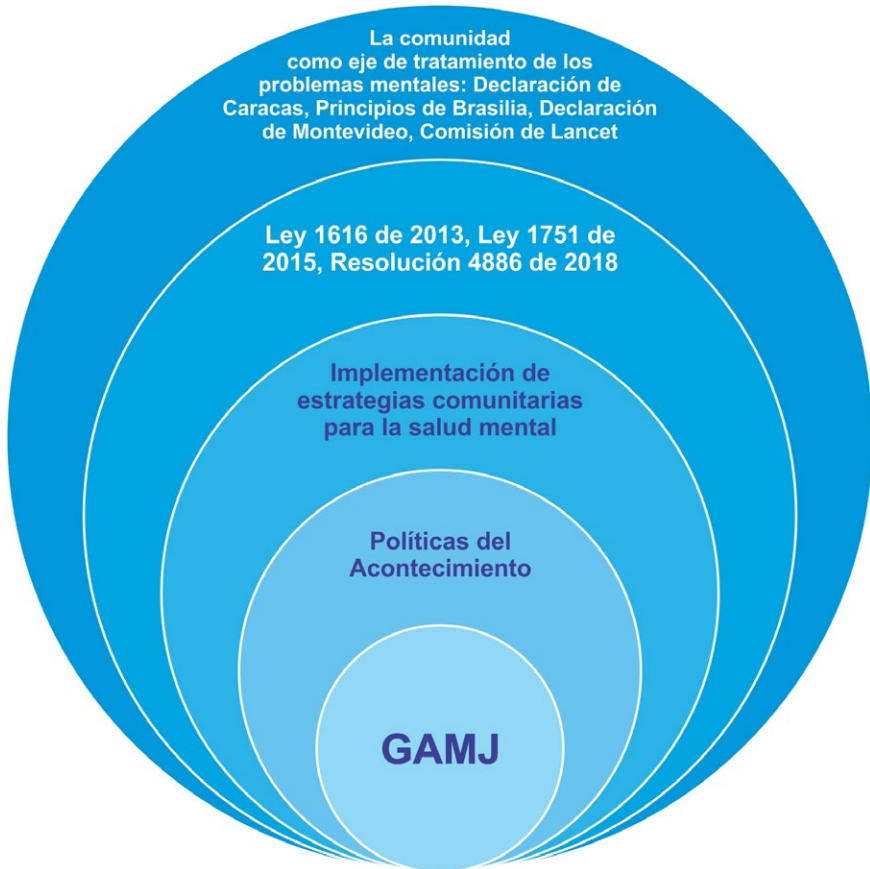 La comunidad
como eje de tratamiento de los
problemas mentales: Declaración de
Caracas, Principios de Brasilia, Declaración
de Montevideo, Comisión de Lancet
Ley 1616 de 2013, Ley 1751 de
2015, Resolución 4886 de 2018
Implementación de
estrategias comunitarias
para la salud mental
Políticas del
Acontecimiento
GAMJ